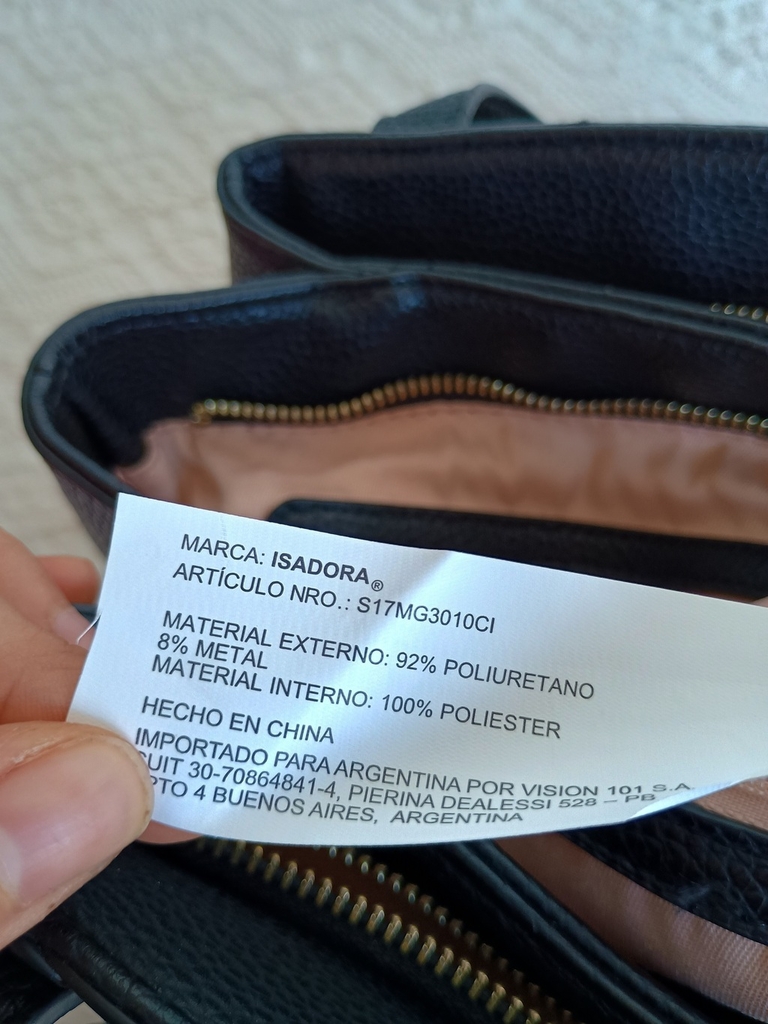 MARCA: ISADORA®
ARTÍCULO NRO.: S17MG3010CI
MATERIAL EXTERNO: 92% POLIURETANO
8% METAL
MATERIAL INTERNO: 100% POLIESTER
HECHO EN CHINA
IMPORTADO PARA ARGENTINA POR VISION 101 S.A.
CUIT 30-70864841-4, PIERINA DEALESSI 528 – PB
PTO 4 BUENOS AIRES, ARGENTINA